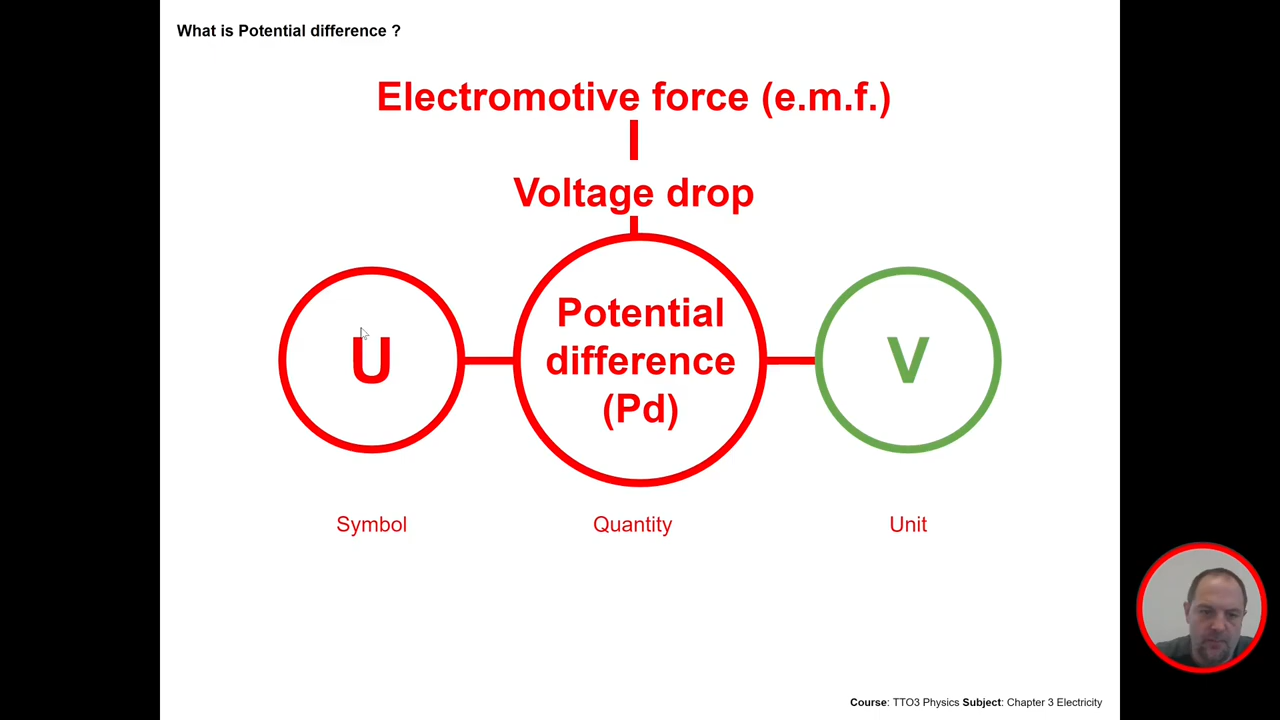 What is Potential difference ?
Electromotive force (e.m.f.)
Voltage drop
U
Potential
difference
(Pd)
V
Symbol
Quantity
Unit
Course: TTO3 Physics Subject: Chapter 3 Electricity